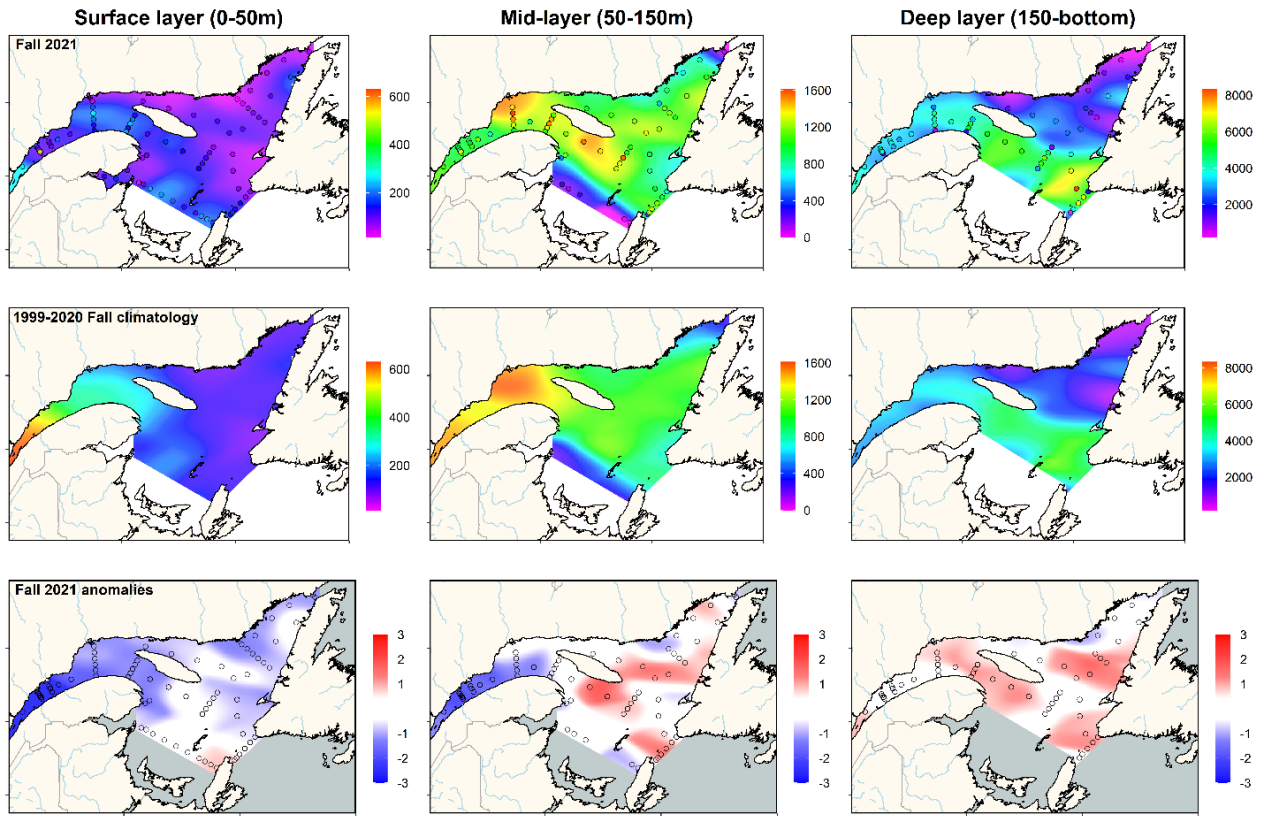 Surface layer (0-50m) Mid-layer (50-150m) Deep layer (150-bottom)
Fall 2021
600 1600 8000
400 1200 6000
200 800 4000
400 2000
0
1999-2020 Fall climatology
600 1600 8000
400 1200 6000
200 800 4000
400 2000
0
Fall 2021 anomalies
3 3 3
2 2 2
1 1 1
-1 -1 -1
-2 -2 -2
-3 -3 -3